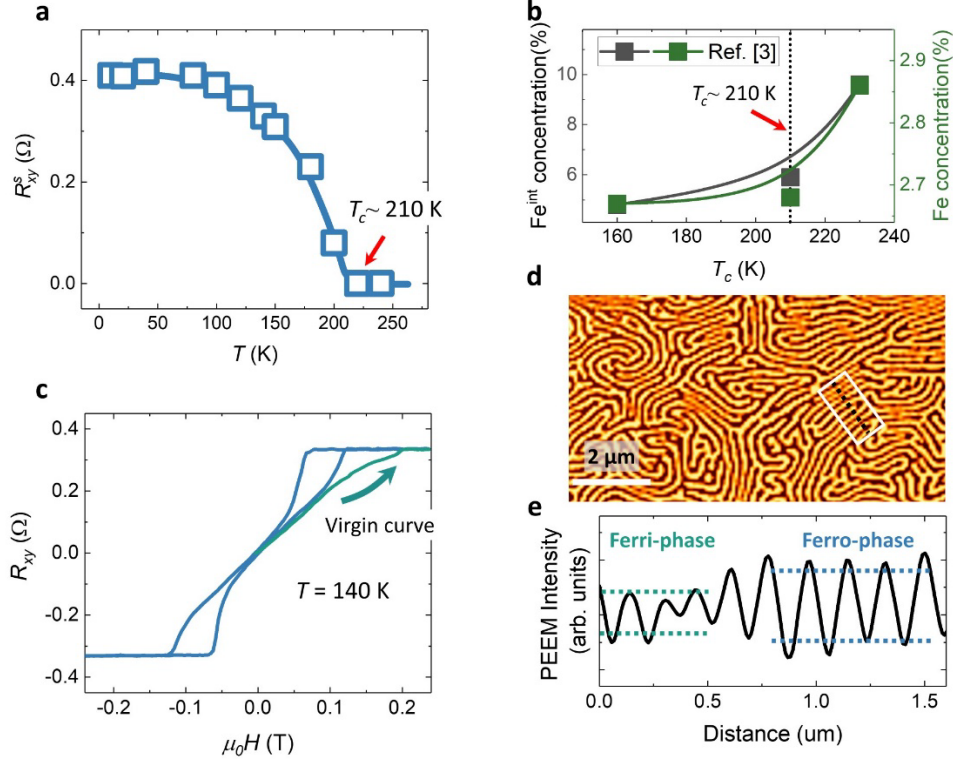 a
R^s_xy (Ω)
0.4
0.2
0.0
T_c~ 210 K
0 50 100 150 200 250
T (K)
b
Fe^int concentration(%)
10
8
6
Ref. [3]
T_c~ 210 K
2.9
2.8
2.7
Fe concentration(%)
160 180 200 220 240
T_c (K)
c
R_xy (Ω)
0.4
0.2
0.0
-0.2
-0.4
Virgin curve
T = 140 K
-0.2 -0.1 0.0 0.1 0.2
μ_0H (T)
d
2 μm
e
PEEM Intensity
(arb. units)
Ferri-phase Ferro-phase
0.0 0.5 1.0 1.5
Distance (um)